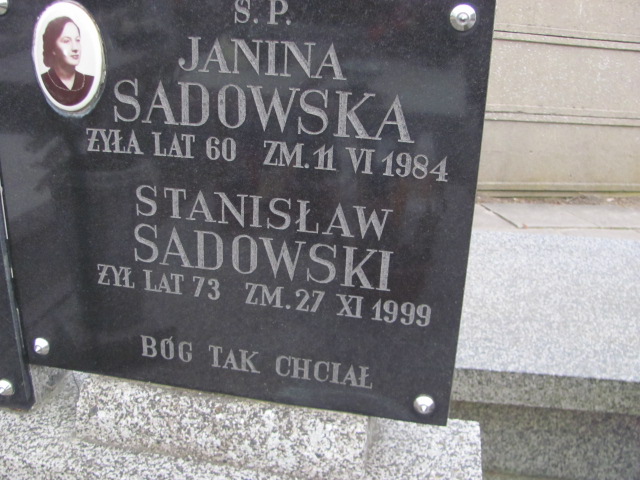 Ś. P.
JANINA
SADOWSKA
ŻYŁA LAT 60 ZM. 11 VI 1984
STANISŁAW
SADOWSKI
ŻYŁ LAT 73 ZM. 27 XI 1999
BÓG TAK CHCIAŁ